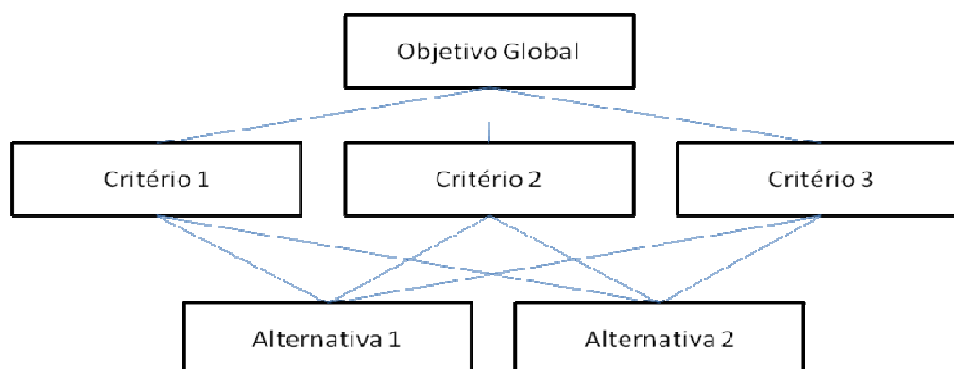 Objetivo Global
Critério 1
Critério 2
Critério 3
Alternativa 1
Alternativa 2